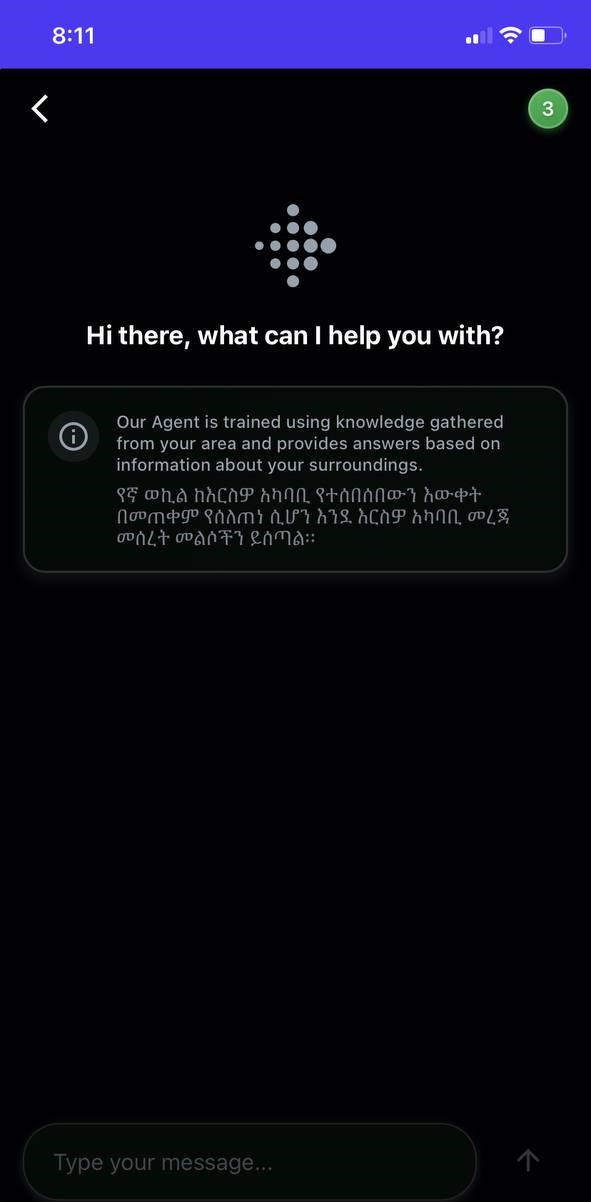 8:11
3
Hi there, what can I help you with?
Our Agent is trained using knowledge gathered
from your area and provides answers based on
information about your surroundings.
የኛ ወኪል ከእርስዎ አካባቢ የተሰበሰበውን እውቀት
በመጠቀም የሰለጠነ ሲሆን እንደ እርስዎ አካባቢ መረጃ
መሰረት መልሶችን ይሰጣል።
Type your message...